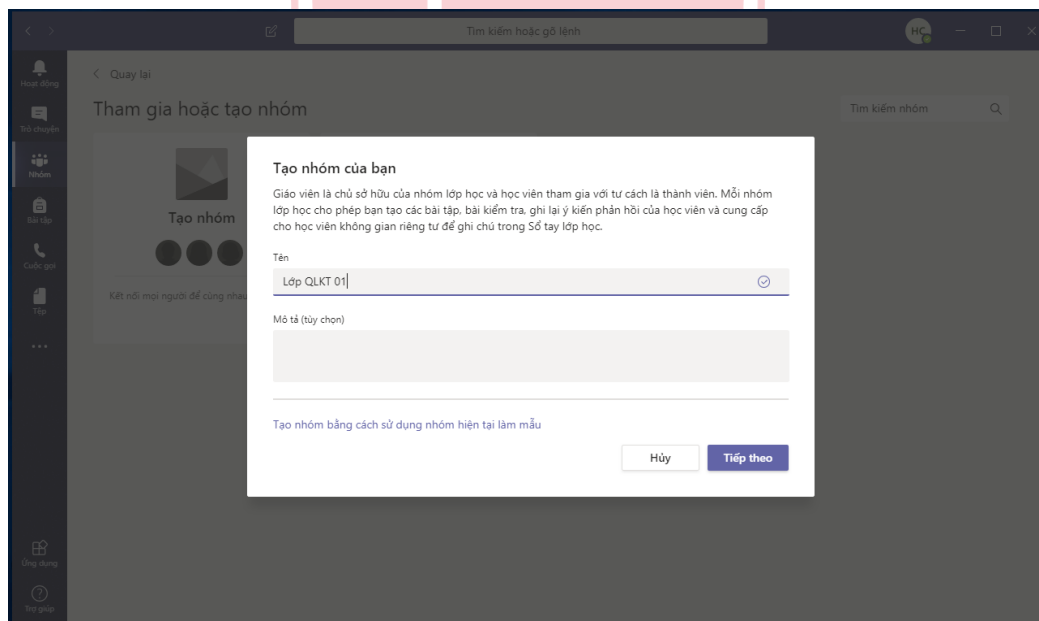 Tìm kiếm hoặc gõ lệnh
HC
Hoạt động
Trò chuyện
Nhóm
Bài tập
Cuộc gọi
Tệp
Ứng dụng
Trợ giúp
Quay lại
Tham gia hoặc tạo nhóm
Tìm kiếm nhóm
Tạo nhóm
Kết nối mọi người để cùng nhau
Tạo nhóm của bạn
Giáo viên là chủ sở hữu của nhóm lớp học và học viên tham gia với tư cách là thành viên. Mỗi nhóm
lớp học cho phép bạn tạo các bài tập, bài kiểm tra, ghi lại ý kiến phản hồi của học viên và cung cấp
cho học viên không gian riêng tư để ghi chú trong Sổ tay lớp học.
Tên
Lớp QLKT 01
Mô tả (tùy chọn)
Tạo nhóm bằng cách sử dụng nhóm hiện tại làm mẫu
Hủy
Tiếp theo